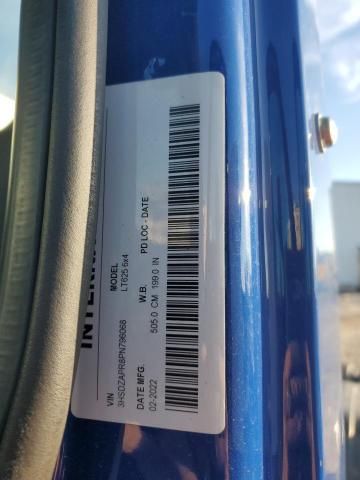 INTERNA
MODEL
LT625 6x4
VIN
3HSDZAPR8PN796068
PD LOC - DATE
W.B.
505.0 CM 199.0 IN
DATE MFG.
02-2022